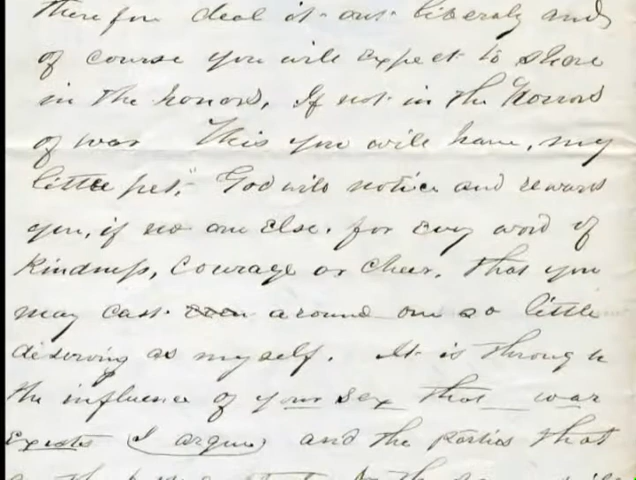 therefore deal it out liberaly and
of course you will expect to share
in the honors, If not in the Horrors
of war This you will have, my
little pet, God will notice and reward
you, if no one else. for evry word of
Kindness, Courage or Cheer, that you
may cast even around one so little
deserving as myself. It is through
the influence of your sex that war
Exists (I argue) and the parties that